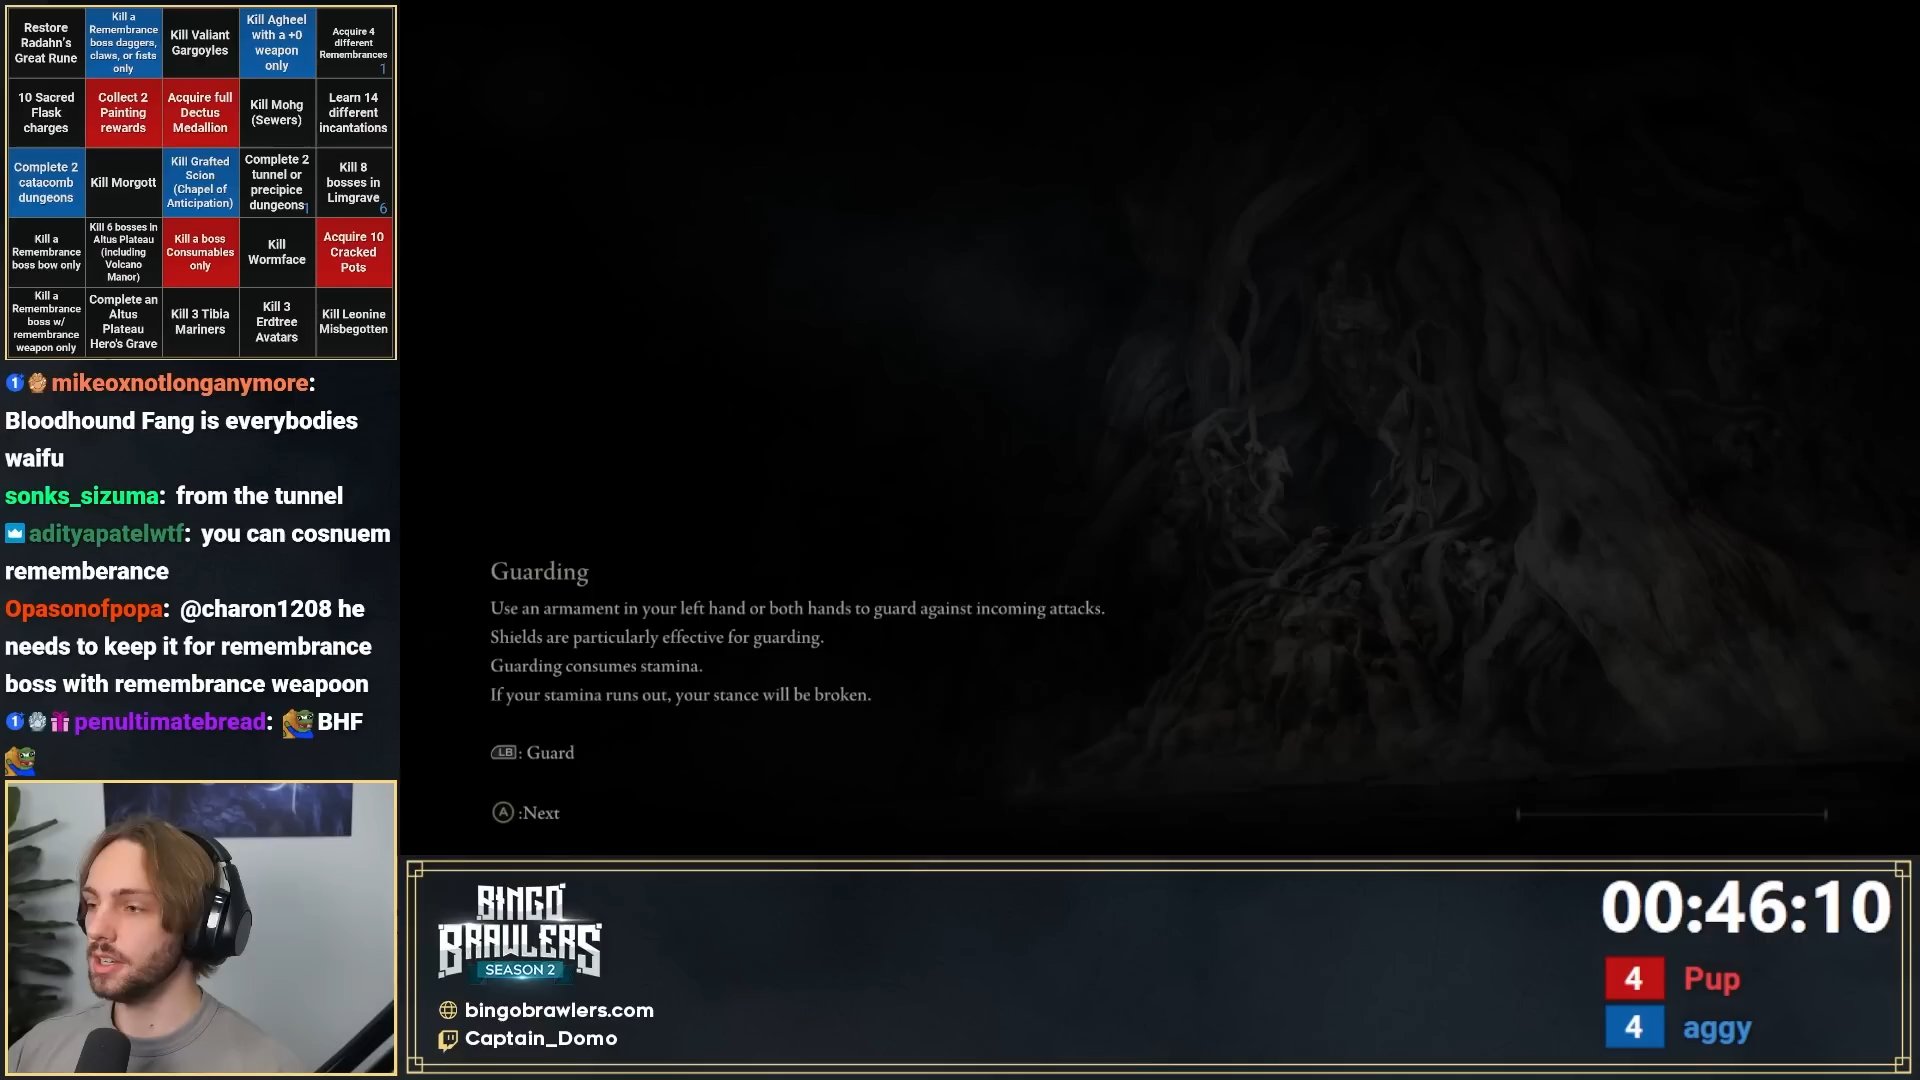 Restore
Radahn's
Great Rune
Kill a
Remembrance
boss daggers,
claws, or fists
only
Kill Valiant
Gargoyles
Kill Agheel
with a +0
weapon
only
Acquire 4
different
Remembrances
1
10 Sacred
Flask
charges
Collect 2
Painting
rewards
Acquire full
Dectus
Medallion
Kill Mohg
(Sewers)
Learn 14
different
incantations
Complete 2
catacomb
dungeons
Kill Morgott
Kill Grafted
Scion
(Chapel of
Anticipation)
Complete 2
tunnel or
precipice
dungeons
1
Kill 8
bosses in
Limgrave
6
Kill a
Remembrance
boss bow only
Kill 6 bosses in
Altus Plateau
(including
Volcano
Manor)
Kill a boss
Consumables
only
Kill
Wormface
Acquire 10
Cracked
Pots
Kill a
Remembrance
boss w/
remembrance
weapon only
Complete an
Altus
Plateau
Hero's Grave
Kill 3 Tibia
Mariners
Kill 3
Erdtree
Avatars
Kill Leonine
Misbegotten
1 mikeoxnotlonganymore:
Bloodhound Fang is everybodies
waifu
sonks_sizuma: from the tunnel
adityapatelwtf: you can cosnuem
rememberance
Opasonofpopa: @charon1208 he
needs to keep it for remembrance
boss with remembrance weapoon
1 penultimatebread: BHF
Guarding
Use an armament in your left hand or both hands to guard against incoming attacks.
Shields are particularly effective for guarding.
Guarding consumes stamina.
If your stamina runs out, your stance will be broken.
LB: Guard
A:Next
BINGO
BRAWLERS
SEASON 2
bingobrawlers.com
Captain_Domo
00:46:10
4 Pup
4 aggy